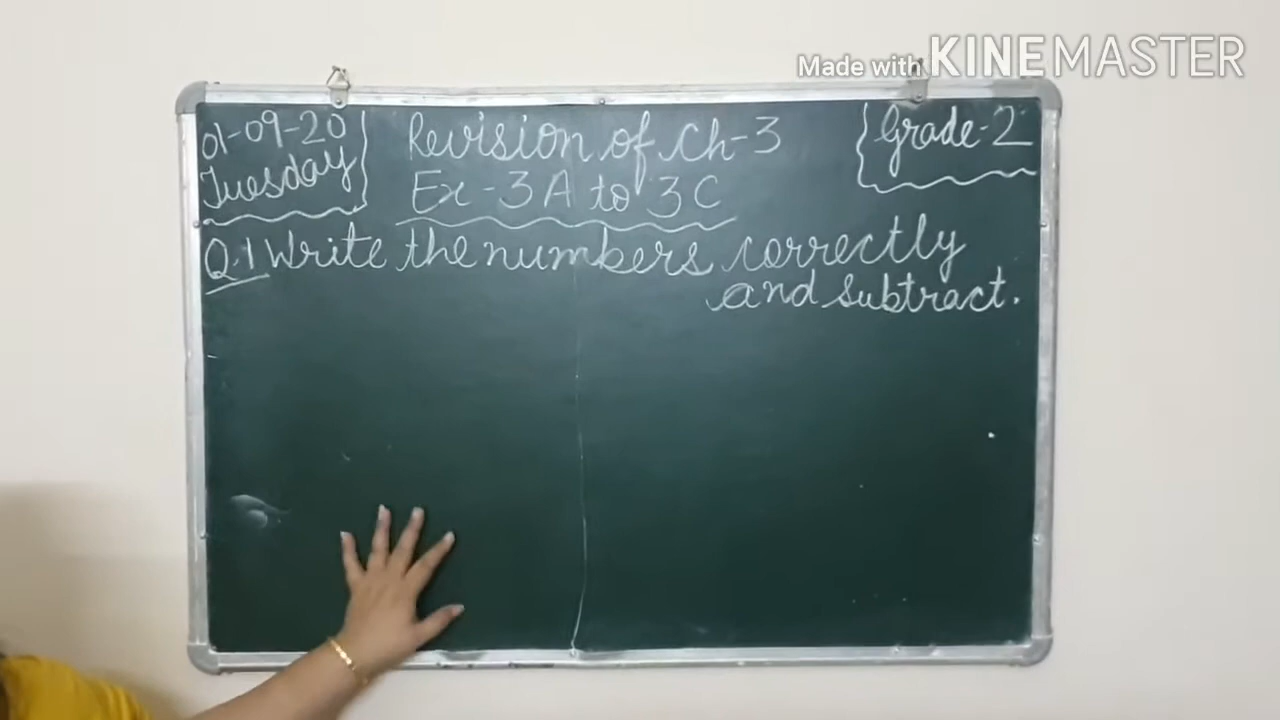 Made with KINEMASTER
01-09-20
Tuesday
Revision of Ch-3
Ex-3A to 3C
Grade-2
Q.1 Write the numbers correctly
and subtract.